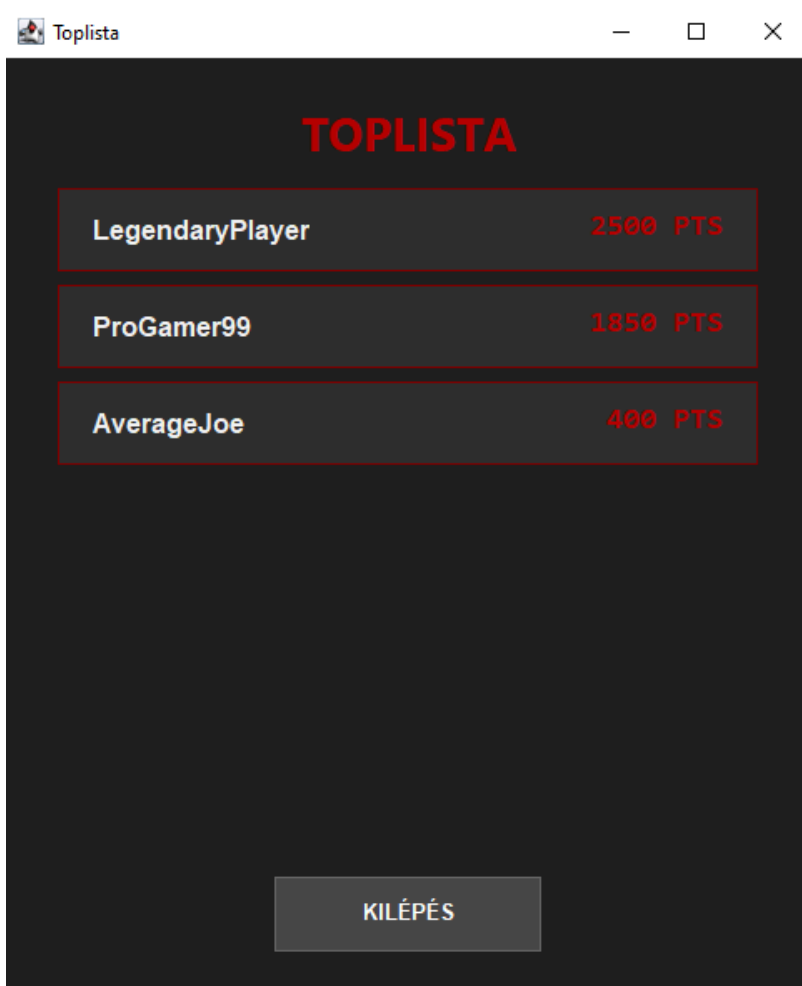 Toplista
TOPLISTA
LegendaryPlayer 2500 PTS
ProGamer99 1850 PTS
AverageJoe 400 PTS
KILÉPÉS